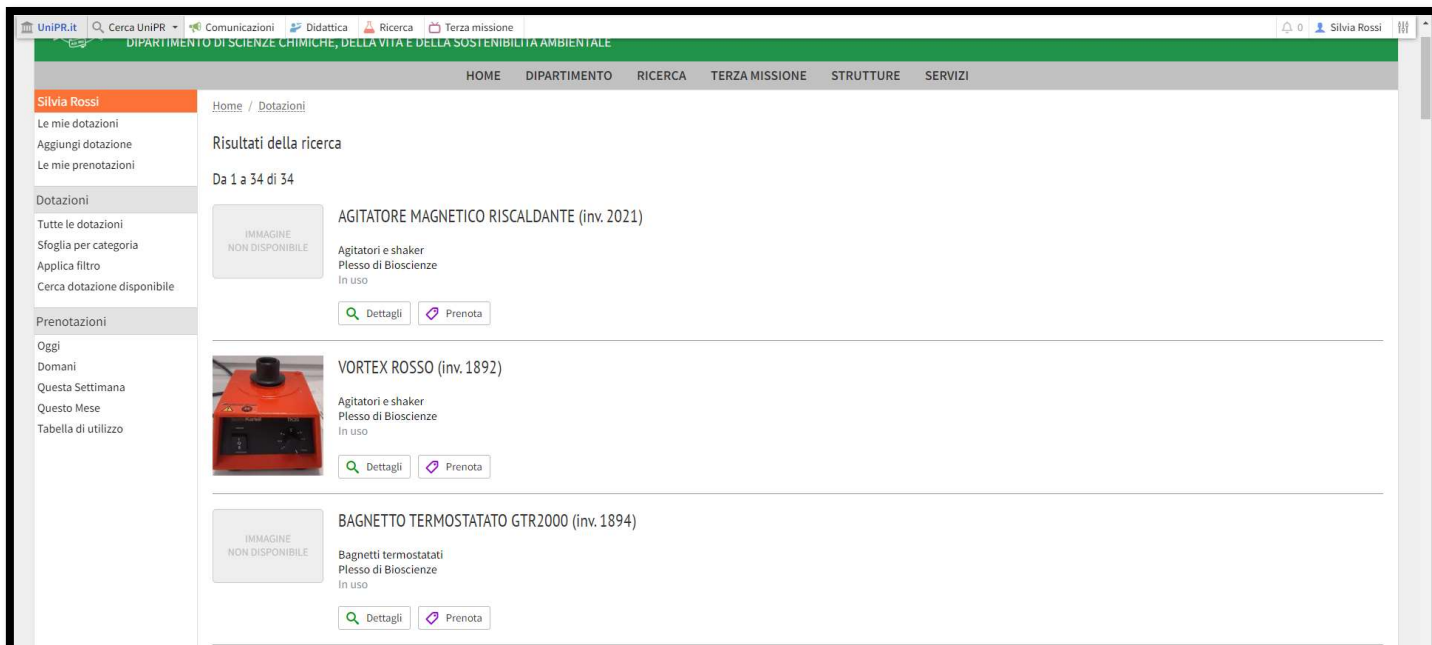 UniPR.it Cerca UniPR Comunicazioni Didattica Ricerca Terza missione 0 Silvia Rossi
DIPARTIMENTO DI SCIENZE CHIMICHE, DELLA VITA E DELLA SOSTENIBILITÀ AMBIENTALE
HOME DIPARTIMENTO RICERCA TERZA MISSIONE STRUTTURE SERVIZI
Silvia Rossi
Le mie dotazioni
Aggiungi dotazione
Le mie prenotazioni
Dotazioni
Tutte le dotazioni
Sfoglia per categoria
Applica filtro
Cerca dotazione disponibile
Prenotazioni
Oggi
Domani
Questa Settimana
Questo Mese
Tabella di utilizzo
Home / Dotazioni
Risultati della ricerca
Da 1 a 34 di 34
IMMAGINE
NON DISPONIBILE
AGITATORE MAGNETICO RISCALDANTE (inv. 2021)
Agitatori e shaker
Plesso di Bioscienze
In uso
Dettagli Prenota
VORTEX ROSSO (inv. 1892)
Agitatori e shaker
Plesso di Bioscienze
In uso
Dettagli Prenota
IMMAGINE
NON DISPONIBILE
BAGNETTO TERMOSTATATO GTR2000 (inv. 1894)
Bagnetti termostatati
Plesso di Bioscienze
In uso
Dettagli Prenota